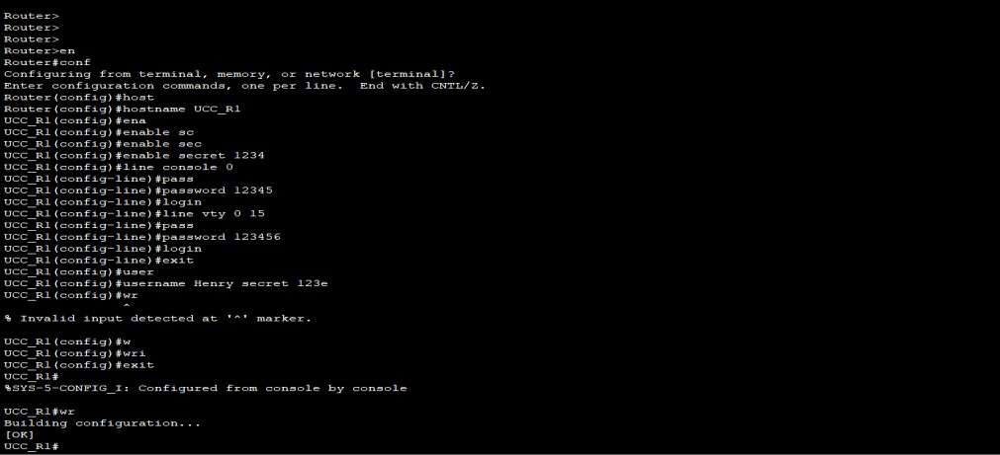 Router>
Router>
Router>
Router>en
Router#conf
Configuring from terminal, memory, or network [terminal]?
Enter configuration commands, one per line.  End with CNTL/Z.
Router(config)#host
Router(config)#hostname UCC_R1
UCC_R1(config)#ena
UCC_R1(config)#enable sc
UCC_R1(config)#enable sec
UCC_R1(config)#enable secret 1234
UCC_R1(config)#line console 0
UCC_R1(config-line)#pass
UCC_R1(config-line)#password 12345
UCC_R1(config-line)#login
UCC_R1(config-line)#line vty 0 15
UCC_R1(config-line)#pass
UCC_R1(config-line)#password 123456
UCC_R1(config-line)#login
UCC_R1(config-line)#exit
UCC_R1(config)#user
UCC_R1(config)#username Henry secret 123e
UCC_R1(config)#wr
^
% Invalid input detected at '^' marker.
UCC_R1(config)#w
UCC_R1(config)#wri
UCC_R1(config)#exit
UCC_R1#
%SYS-5-CONFIG_I: Configured from console by console
UCC_R1#wr
Building configuration...
[OK]
UCC_R1#